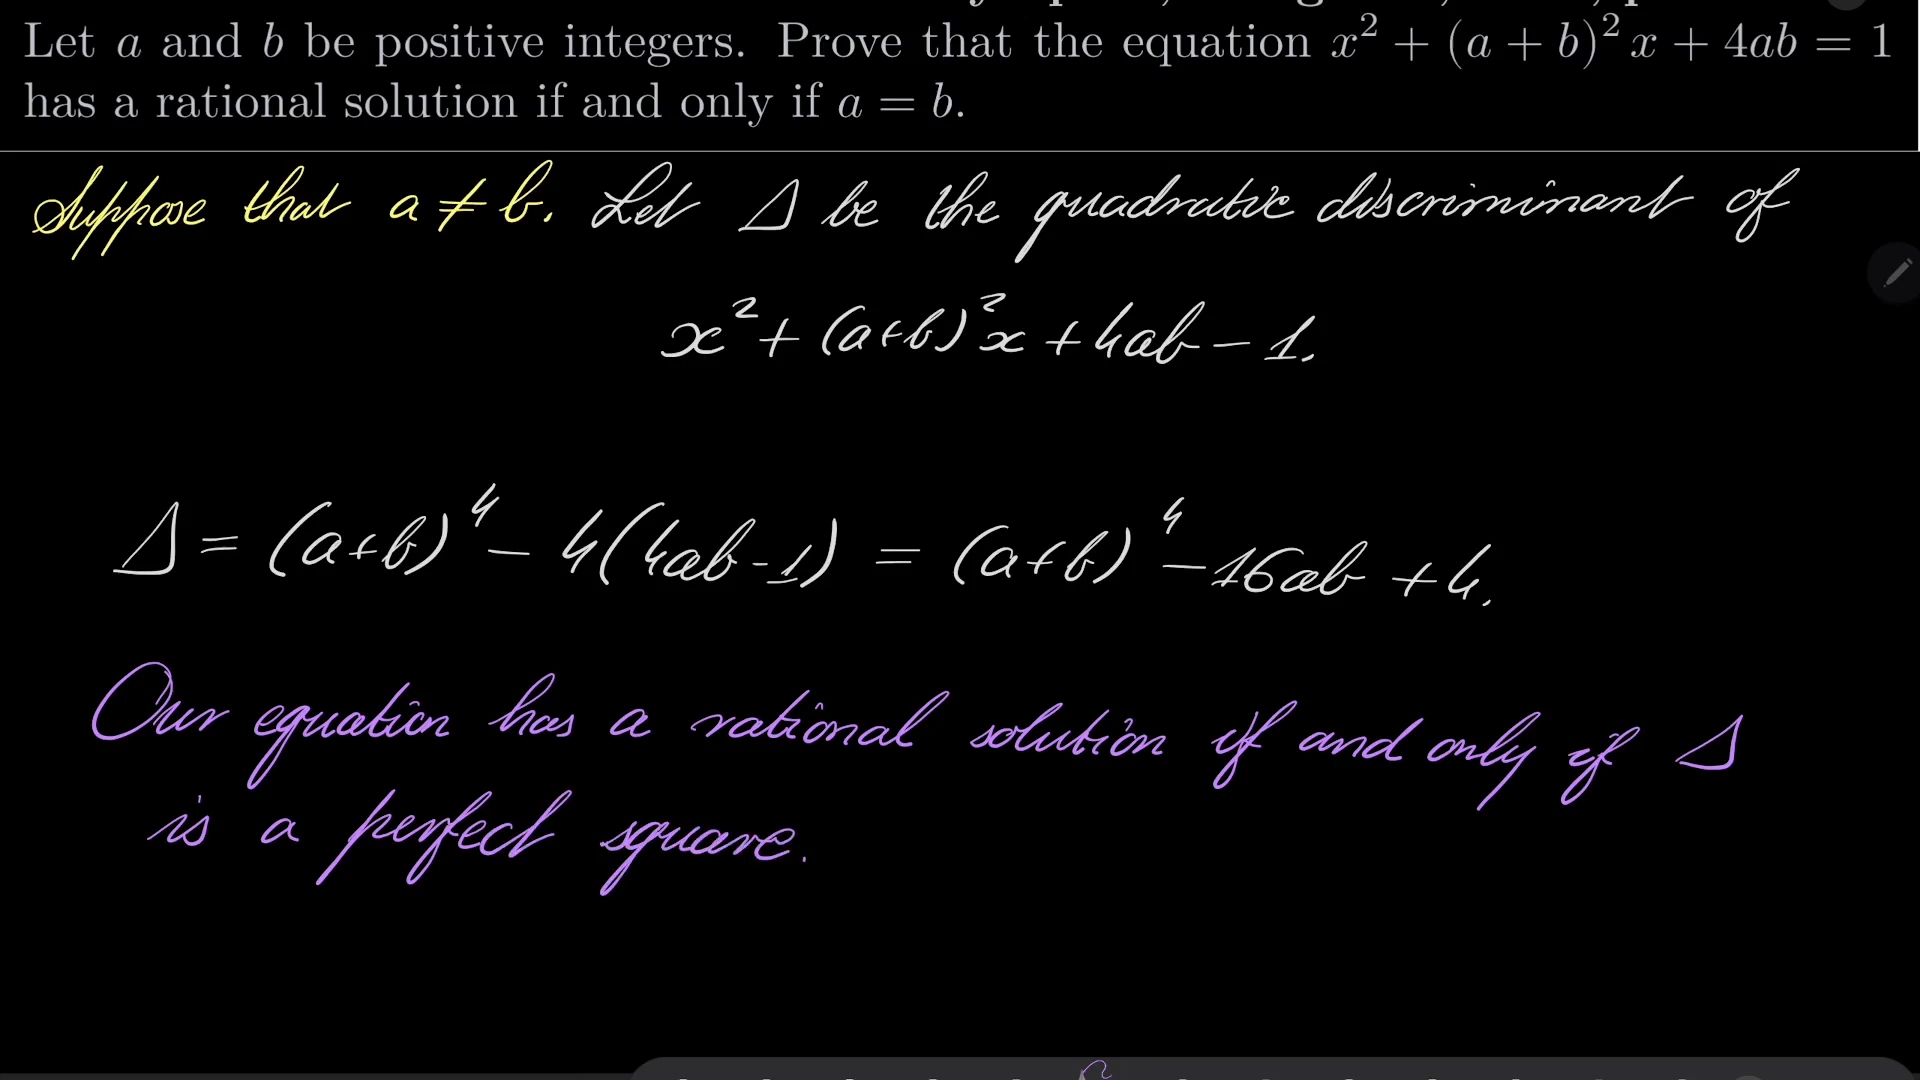 Let a and b be positive integers. Prove that the equation x² + (a + b)² x + 4ab = 1
has a rational solution if and only if a = b.
Suppose that a ≠ b. Let Δ be the quadratic discriminant of
x² + (a+b)² x + 4ab - 1.
Δ = (a+b)⁴ - 4(4ab-1) = (a+b)⁴ - 16ab + 4.
Our equation has a rational solution if and only if Δ
is a perfect square.